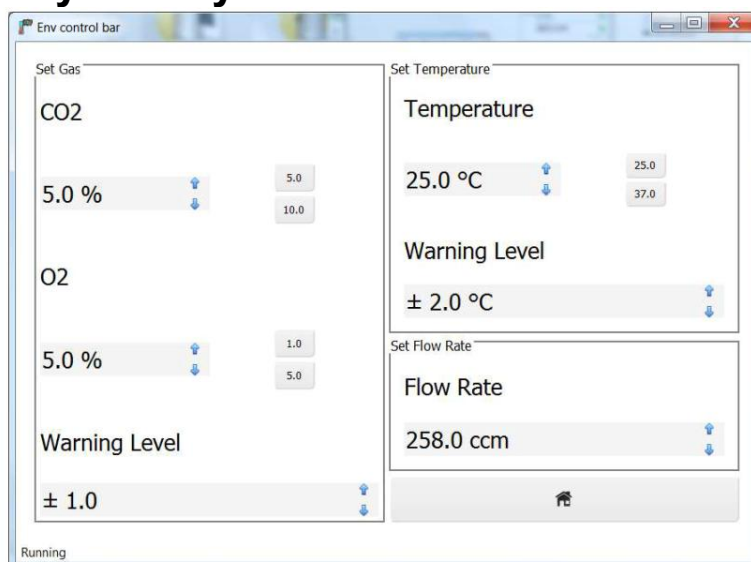 Env control bar
Set Gas
CO2
5.0 %
5.0
10.0
O2
5.0 %
1.0
5.0
Warning Level
± 1.0
Set Temperature
Temperature
25.0 °C
25.0
37.0
Warning Level
± 2.0 °C
Set Flow Rate
Flow Rate
258.0 ccm
Running